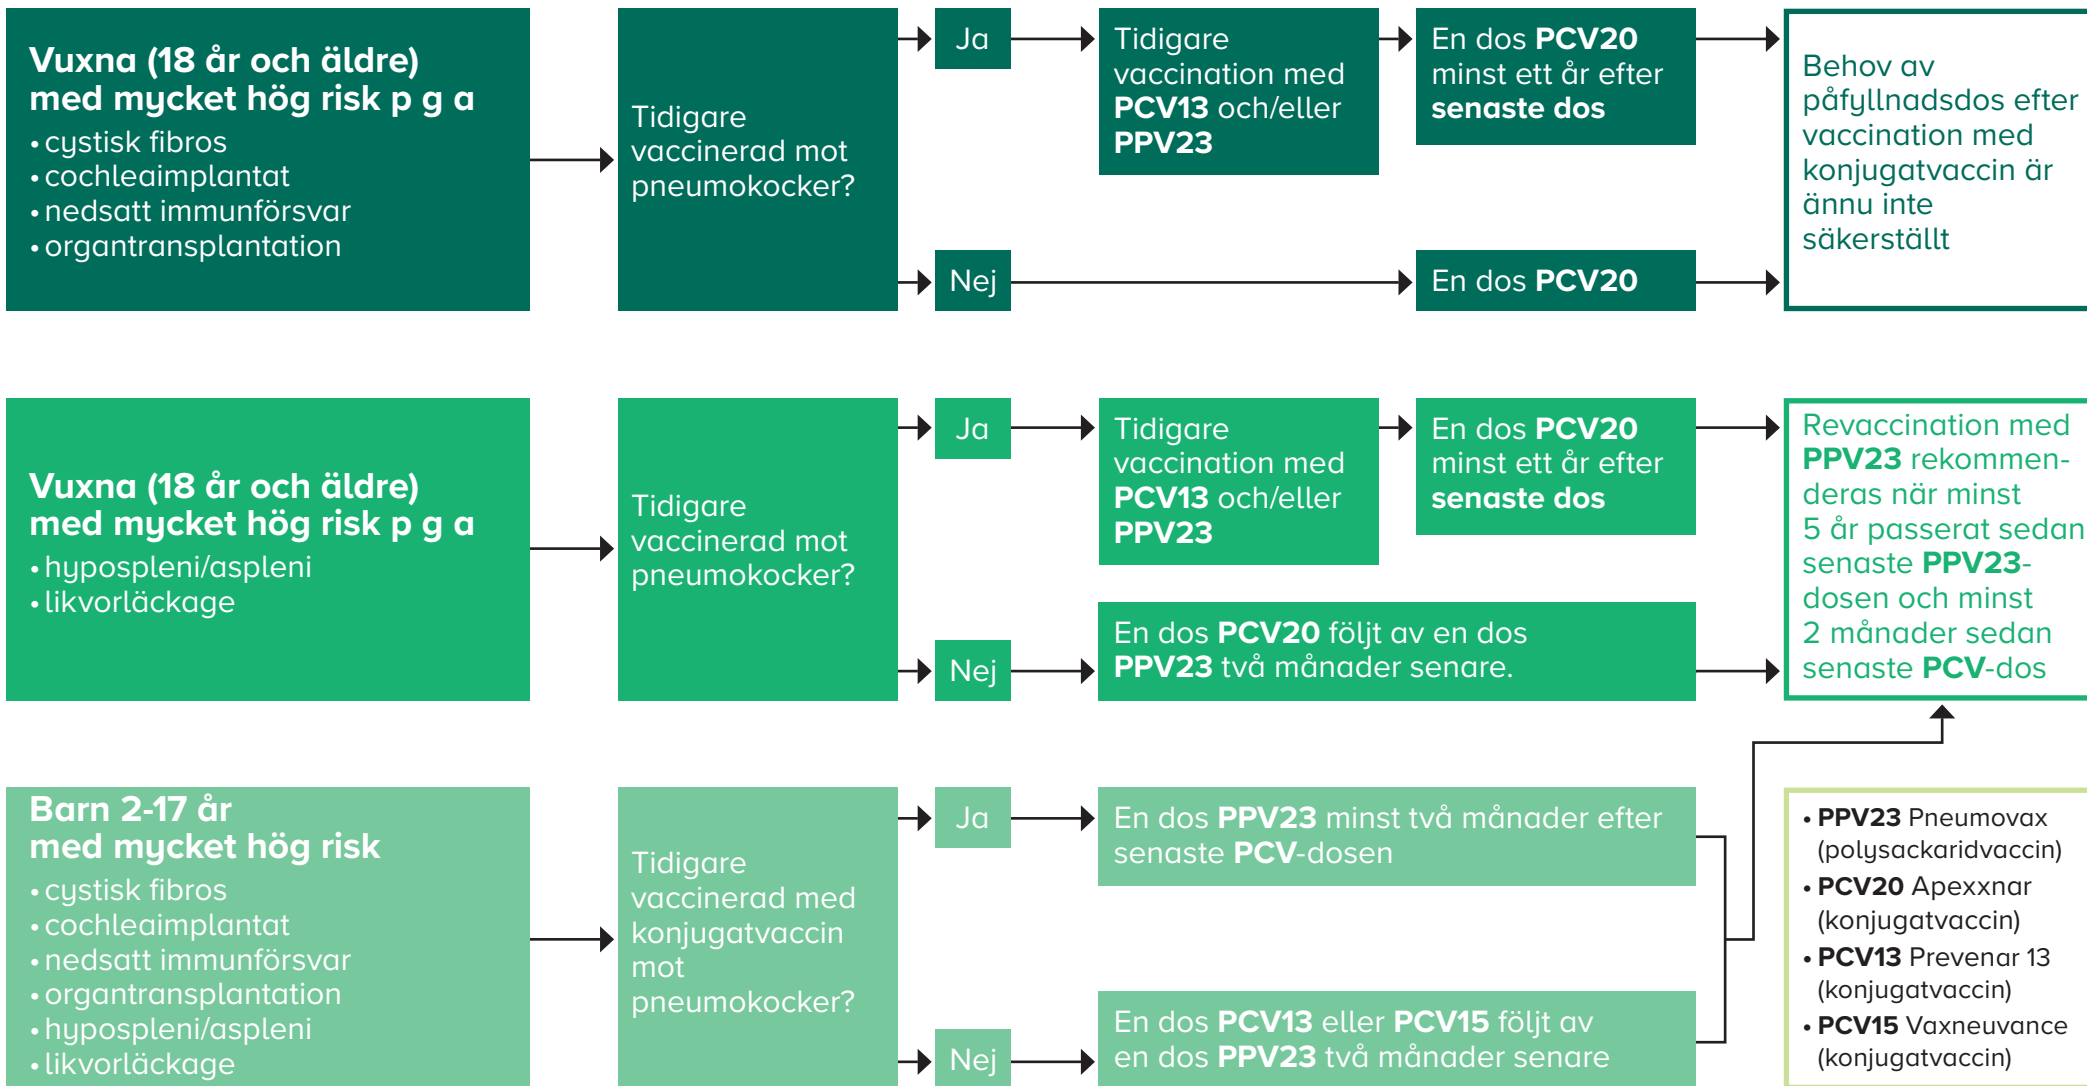 Vuxna (18 år och äldre)
med mycket hög risk p g a
• cystisk fibros
• cochleaimplantat
• nedsatt immunförsvar
• organtransplantation
Tidigare
vaccinerad mot
pneumokocker?
Ja
Tidigare
vaccination med
PCV13 och/eller
PPV23
En dos PCV20
minst ett år efter
senaste dos
Nej
En dos PCV20
Behov av
påfyllnadsdos efter
vaccination med
konjugatvaccin är
ännu inte
säkerställt
Vuxna (18 år och äldre)
med mycket hög risk p g a
• hypospleni/aspleni
• likvorläckage
Tidigare
vaccinerad mot
pneumokocker?
Ja
Tidigare
vaccination med
PCV13 och/eller
PPV23
En dos PCV20
minst ett år efter
senaste dos
Nej
En dos PCV20 följt av en dos
PPV23 två månader senare.
Revaccination med
PPV23 rekommen-
deras när minst
5 år passerat sedan
senaste PPV23-
dosen och minst
2 månader sedan
senaste PCV-dos
Barn 2-17 år
med mycket hög risk
• cystisk fibros
• cochleaimplantat
• nedsatt immunförsvar
• organtransplantation
• hypospleni/aspleni
• likvorläckage
Tidigare
vaccinerad med
konjugatvaccin
mot
pneumokocker?
Ja
En dos PPV23 minst två månader efter
senaste PCV-dosen
Nej
En dos PCV13 eller PCV15 följt av
en dos PPV23 två månader senare
• PPV23 Pneumovax
(polysackaridvaccin)
• PCV20 Apexxnar
(konjugatvaccin)
• PCV13 Prevenar 13
(konjugatvaccin)
• PCV15 Vaxneuvance
(konjugatvaccin)